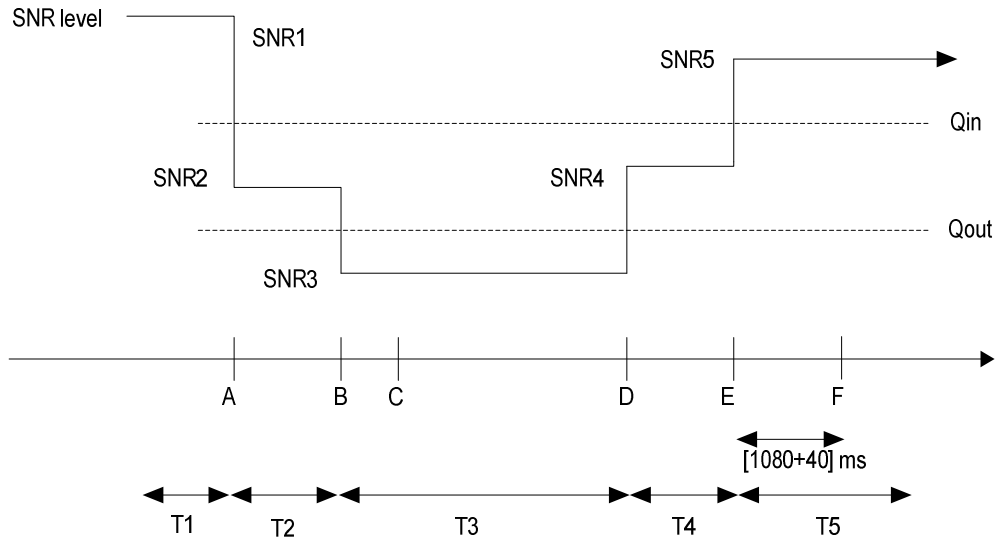 SNR level
SNR1
SNR5
Qin
SNR2
SNR4
Qout
SNR3
A
B
C
D
E
F
[1080+40] ms
T1
T2
T3
T4
T5